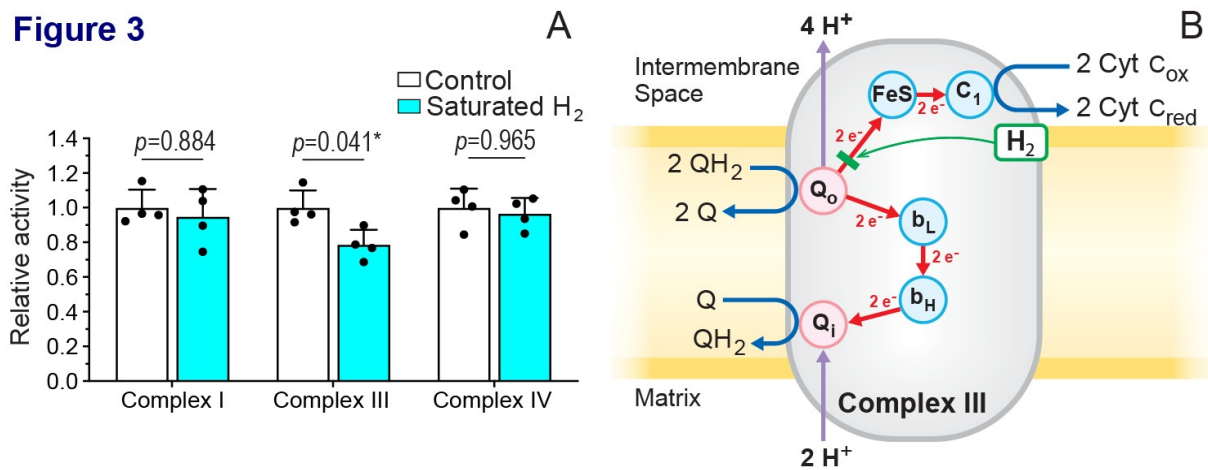 Figure 3
A
Control
Saturated H₂
p=0.884
p=0.041*
p=0.965
Relative activity
1.4
1.2
1.0
0.8
0.6
0.4
0.2
0.0
Complex I
Complex III
Complex IV
B
4 H⁺
Intermembrane
Space
FeS
2 e⁻
C₁
2 Cyt Cox
2 Cyt Cred
2 e⁻
H₂
2 QH₂
Qo
2 Q
2 e⁻
bL
2 e⁻
Q
bH
2 e⁻
Qi
QH₂
Matrix
Complex III
2 H⁺